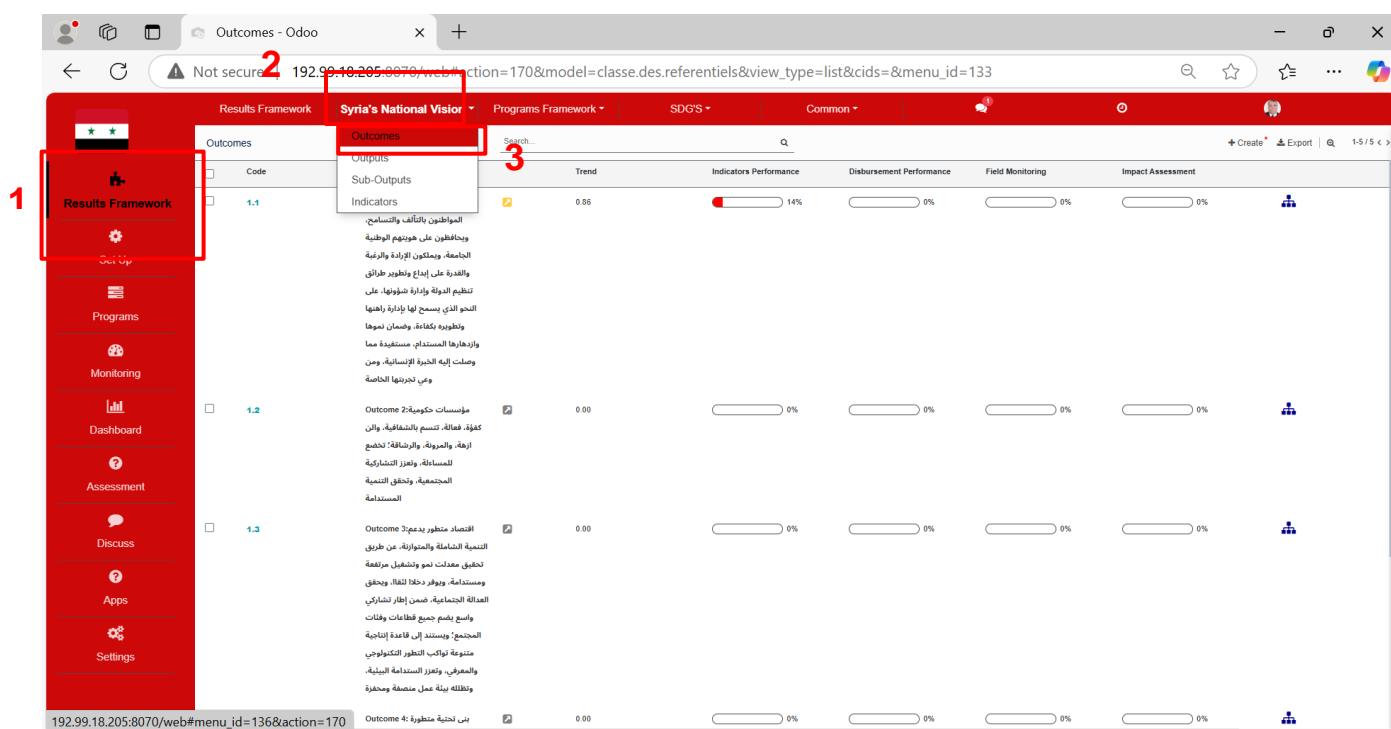 Outcomes - Odoo
2
Not secure 192.99.18.205:8070/web#action=170&model=classe.des.referentiels&view_type=list&cids=&menu_id=133
Results Framework Syria's National Vision Programs Framework SDG'S Common 1
Outcomes Outcomes Search... Create Export 1-5 / 5
3
Outputs
Sub-Outputs
Indicators
Code Trend Indicators Performance Disbursement Performance Field Monitoring Impact Assessment
1
Results Framework
Set Up
Programs
Monitoring
Dashboard
Assessment
Discuss
Apps
Settings
1.1 0.86 14% 0% 0% 0%
المواطنون بالتآلف والتسامح،
ويحافظون على هويتهم الوطنية
الجامعة، ويملكون الإرادة والرغبة
والقدرة على إبداع وتطوير طرائق
تنظيم الدولة وإدارة شؤونها، على
النحو الذي يسمح لها بإدارة راهنها
وتطويره بكفاءة، وضمان نموها
وازدهارها المستدام، مستفيدة مما
وصلت إليه الخبرة الإنسانية، ومن
وعي تجربتها الخاصة
1.2 Outcome 2:مؤسسات حكومية 0.00 0% 0% 0% 0%
كفؤة، فعالة، تتسم بالشفافية، والن
ازهة، والمرونة، والرشاقة؛ تخضع
للمساءلة، وتعزز التشاركية
المجتمعية، وتحقق التنمية
المستدامة
1.3 Outcome 3:اقتصاد متطور يدعم 0.00 0% 0% 0% 0%
التنمية الشاملة والمتوازنة، عن طريق
تحقيق معدلات نمو وتشغيل مرتفعة
ومستدامة، ويوفر دخلا لثقاا، ويحقق
العدالة الجتماعية، ضمن إطار تشاركي
واسع يضم جميع قطاعات وفئات
المجتمع؛ ويستند إلى قاعدة إنتاجية
متنوعة تواكب التطور التكنولوجي
والمعرفي، وتعزز الستدامة البيئية،
وتظلله بيئة عمل منصفة ومحفزة
Outcome 4: بنى تحتية متطورة 0.00 0% 0% 0% 0%
192.99.18.205:8070/web#menu_id=136&action=170